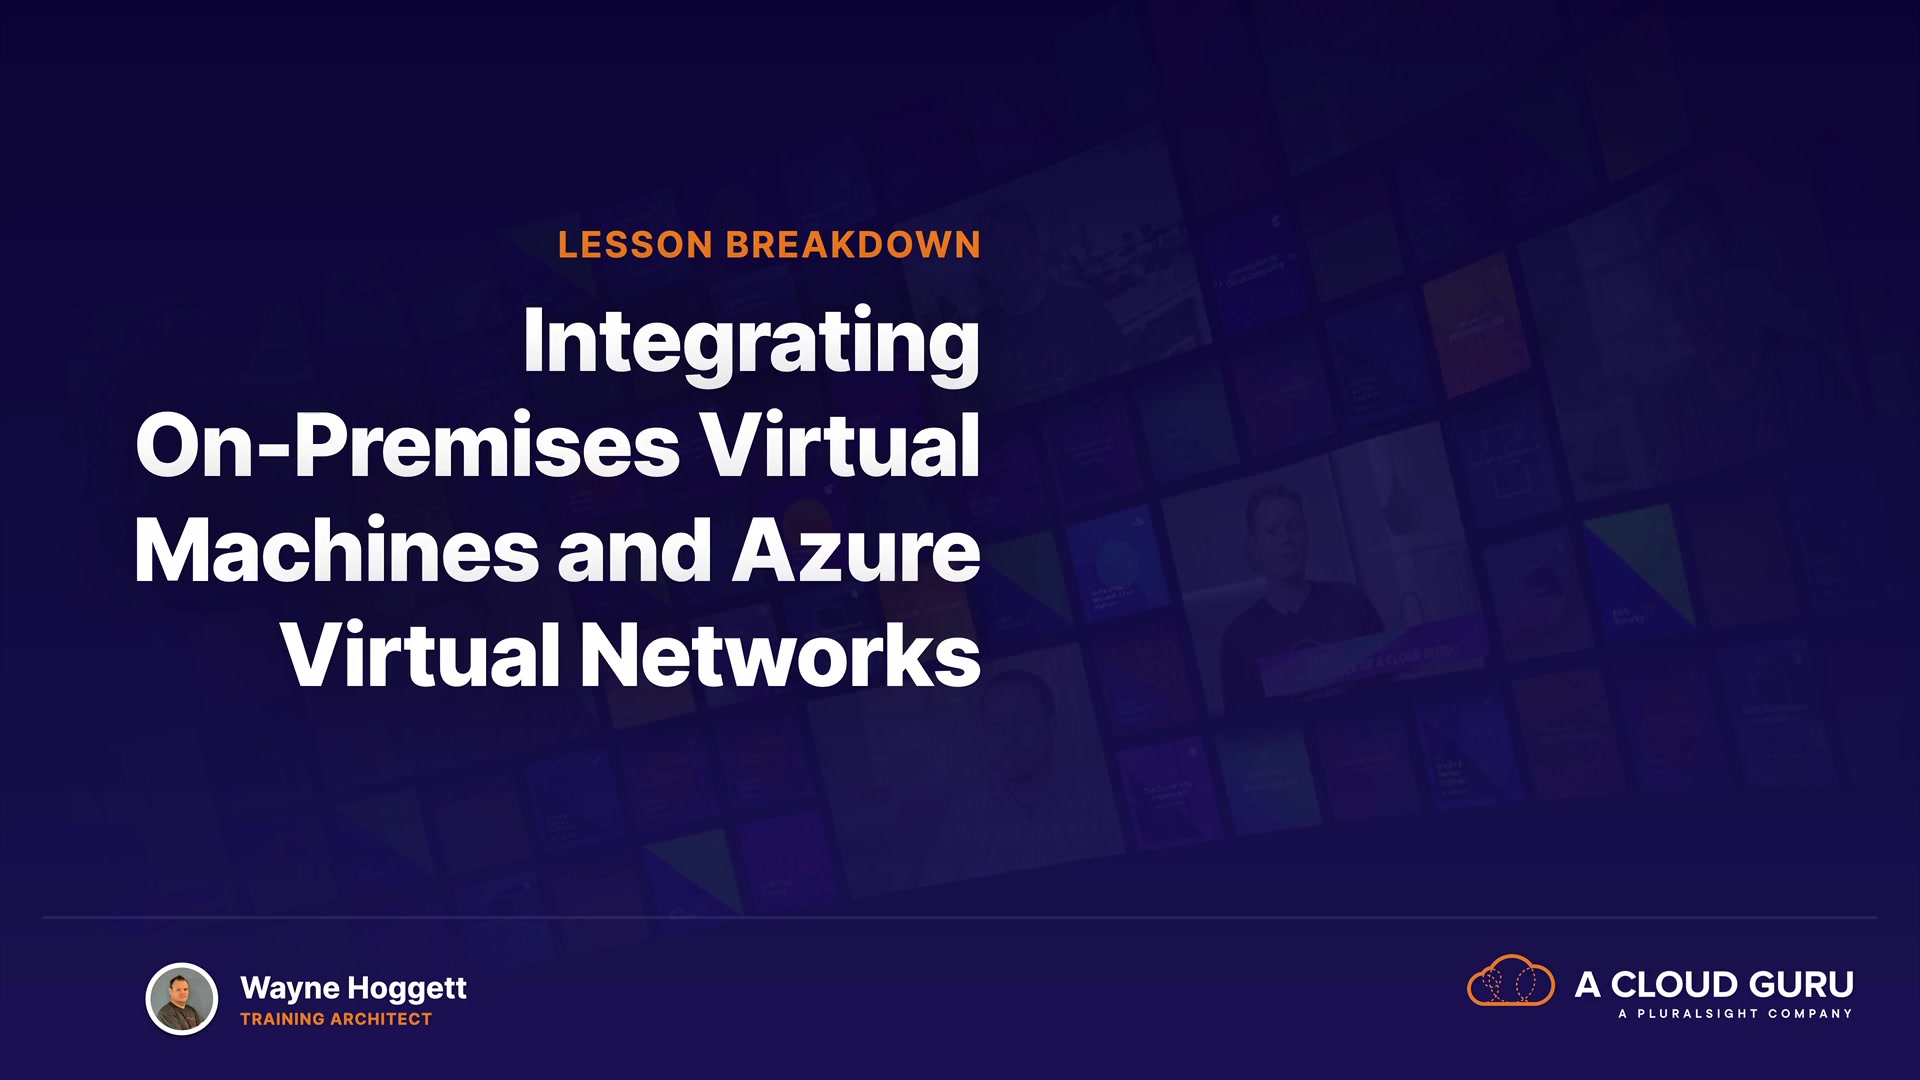 LESSON BREAKDOWN
Integrating
On-Premises Virtual
Machines and Azure
Virtual Networks
Wayne Hoggett
TRAINING ARCHITECT
A CLOUD GURU
A PLURALSIGHT COMPANY